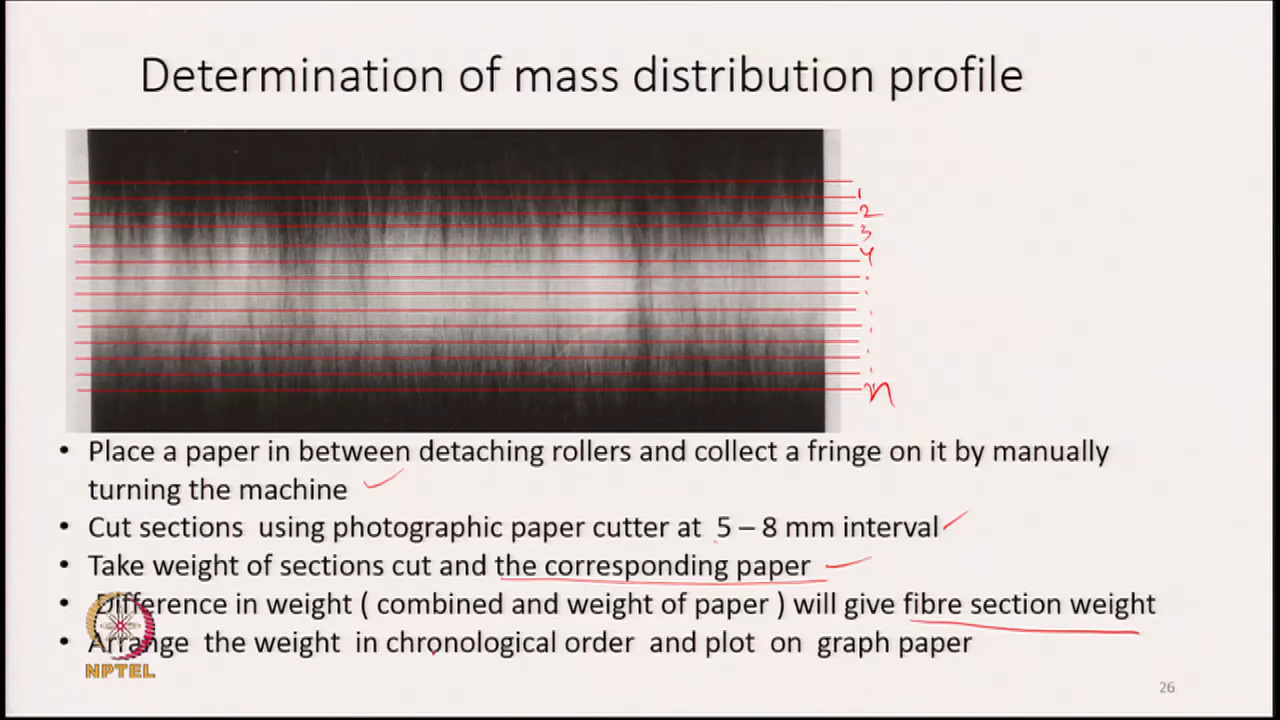 Determination of mass distribution profile
1
2
3
4
n
• Place a paper in between detaching rollers and collect a fringe on it by manually
turning the machine
• Cut sections using photographic paper cutter at 5 – 8 mm interval
• Take weight of sections cut and the corresponding paper
• Difference in weight ( combined and weight of paper ) will give fibre section weight
• Arrange the weight in chronological order and plot on graph paper
NPTEL
26